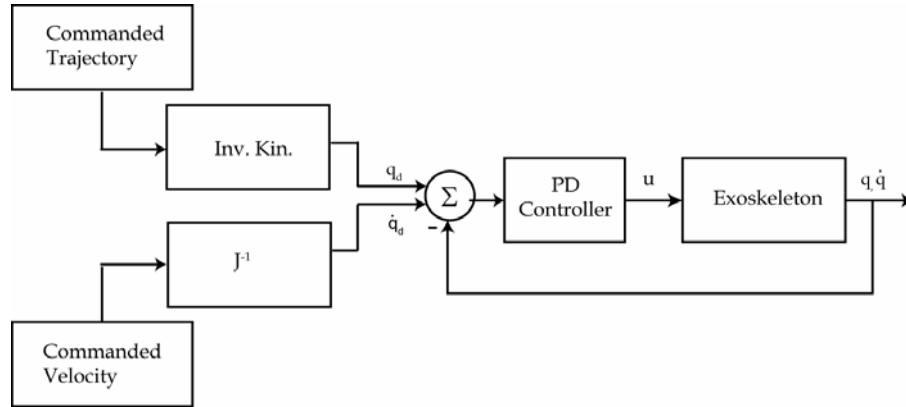 Commanded
Trajectory
Inv. Kin.
q_d
q̇_d
Σ
-
PD
Controller
u
Exoskeleton
q, q̇
J⁻¹
Commanded
Velocity